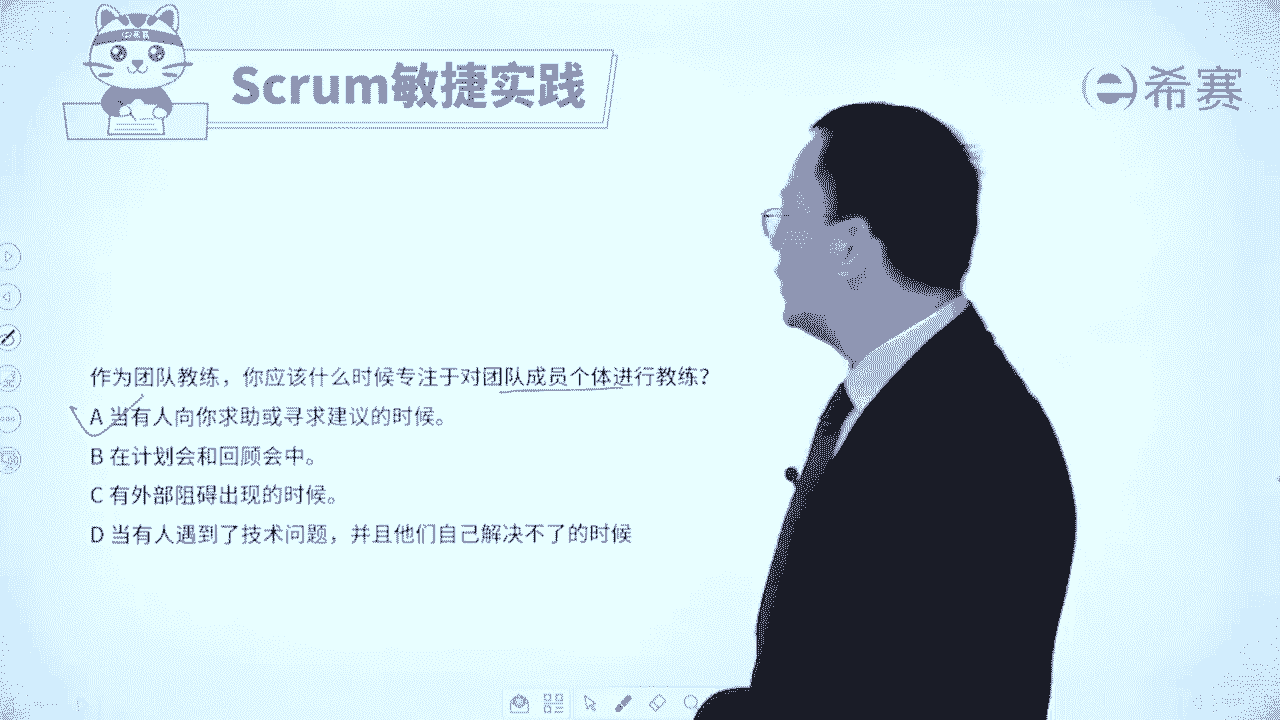 Scrum敏捷实践
希赛
作为团队教练，你应该什么时候专注于对团队成员个体进行教练？
A 当有人向你求助或寻求建议的时候。
B 在计划会和回顾会中。
C 有外部阻碍出现的时候。
D 当有人遇到了技术问题，并且他们自己解决不了的时候